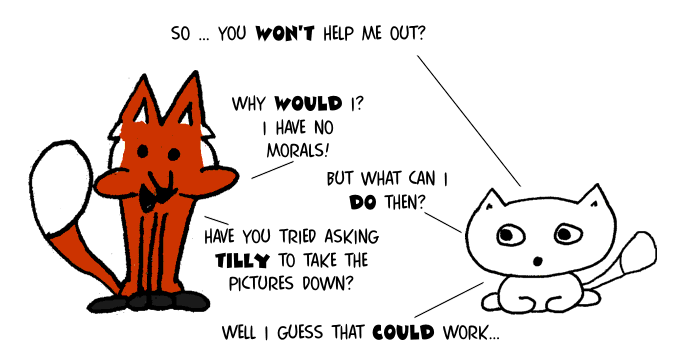 SO ... YOU WON'T HELP ME OUT?
WHY WOULD I?
I HAVE NO
MORALS!
BUT WHAT CAN I
DO THEN?
HAVE YOU TRIED ASKING
TILLY TO TAKE THE
PICTURES DOWN?
WELL I GUESS THAT COULD WORK...